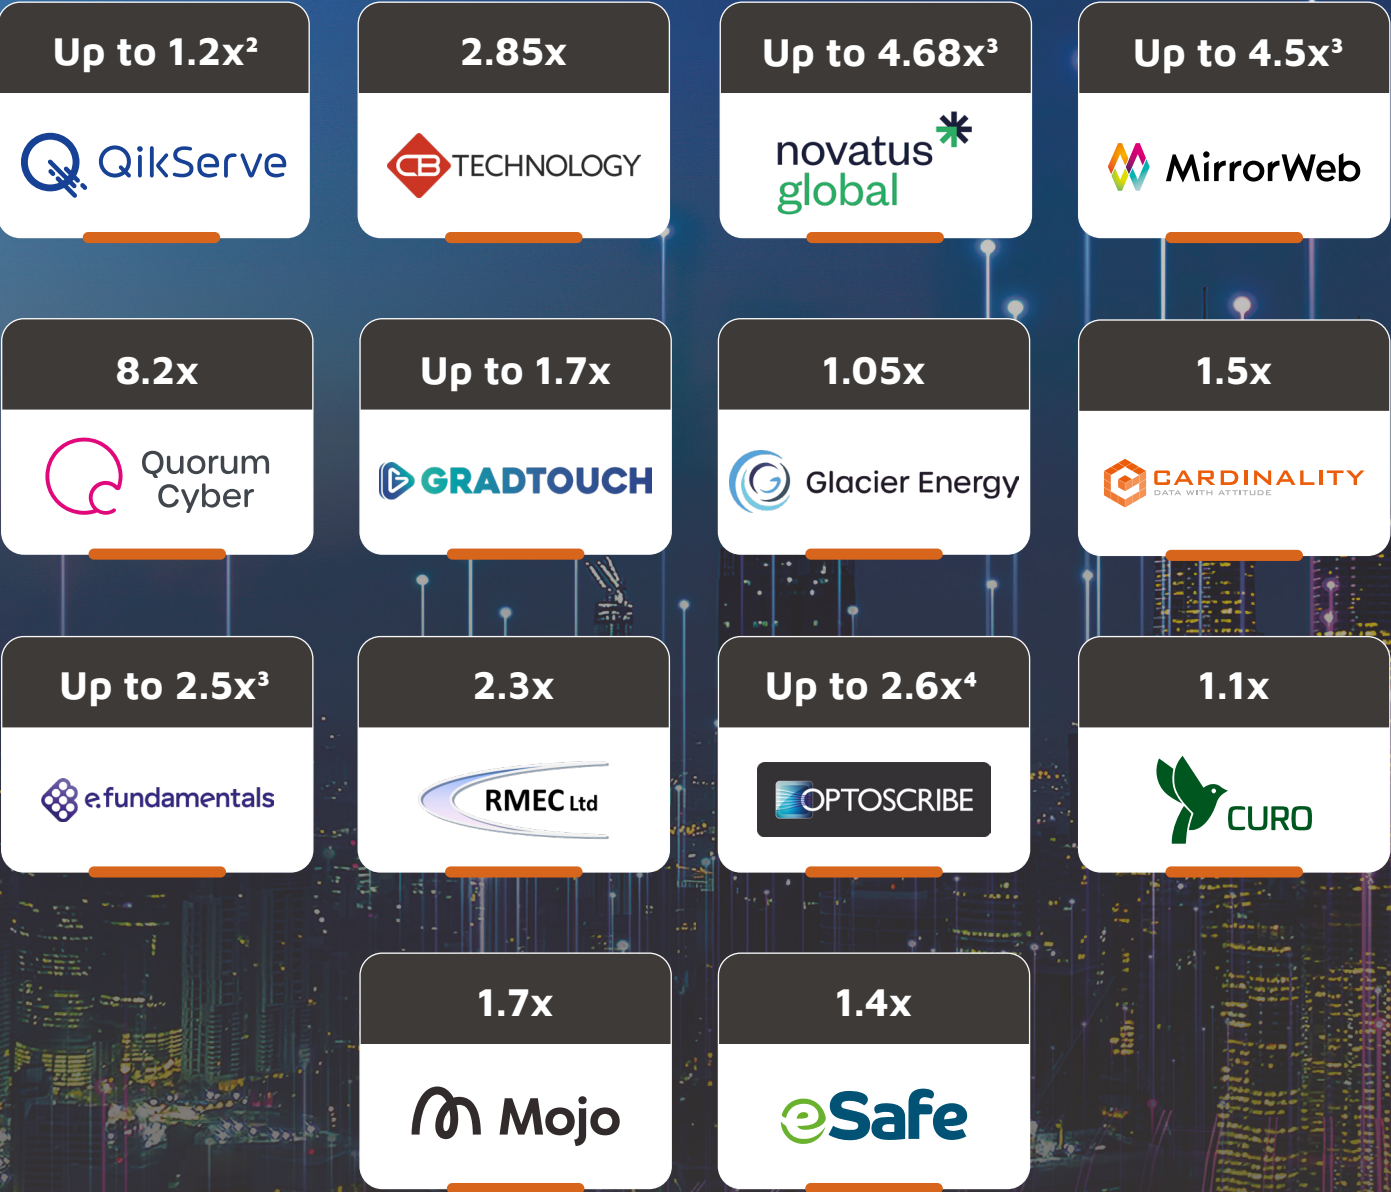 Up to 1.2x²
QikServe
2.85x
CB TECHNOLOGY
Up to 4.68x³
novatus
global
Up to 4.5x³
MirrorWeb
8.2x
Quorum
Cyber
Up to 1.7x
GRADTOUCH
1.05x
Glacier Energy
1.5x
CARDINALITY
DATA WITH ATTITUDE
Up to 2.5x³
e.fundamentals
2.3x
RMEC Ltd
Up to 2.6x⁴
OPTOSCRIBE
1.1x
CURO
1.7x
Mojo
1.4x
eSafe